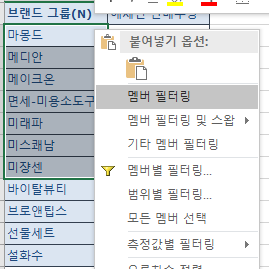 브랜드 그룹(N)
마몽드
메디안
메이크온
면세-미용소도구
미래파
미스쾌남
미쟝센
바이탈뷰티
브로앤팁스
선물세트
설화수
붙여넣기 옵션:
멤버 필터링
멤버 필터링 및 스왑
기타 멤버 필터링
멤버별 필터링...
범위별 필터링...
모든 멤버 선택
측정값별 필터링